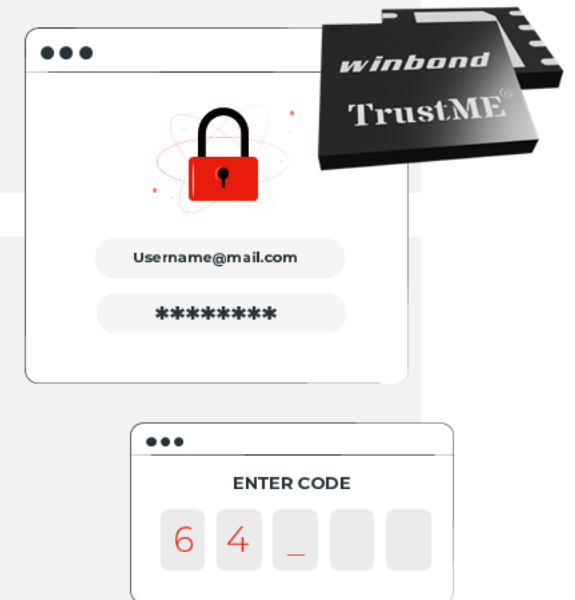 winbond
TrustME®
Username@mail.com
********
ENTER CODE
6 4 _